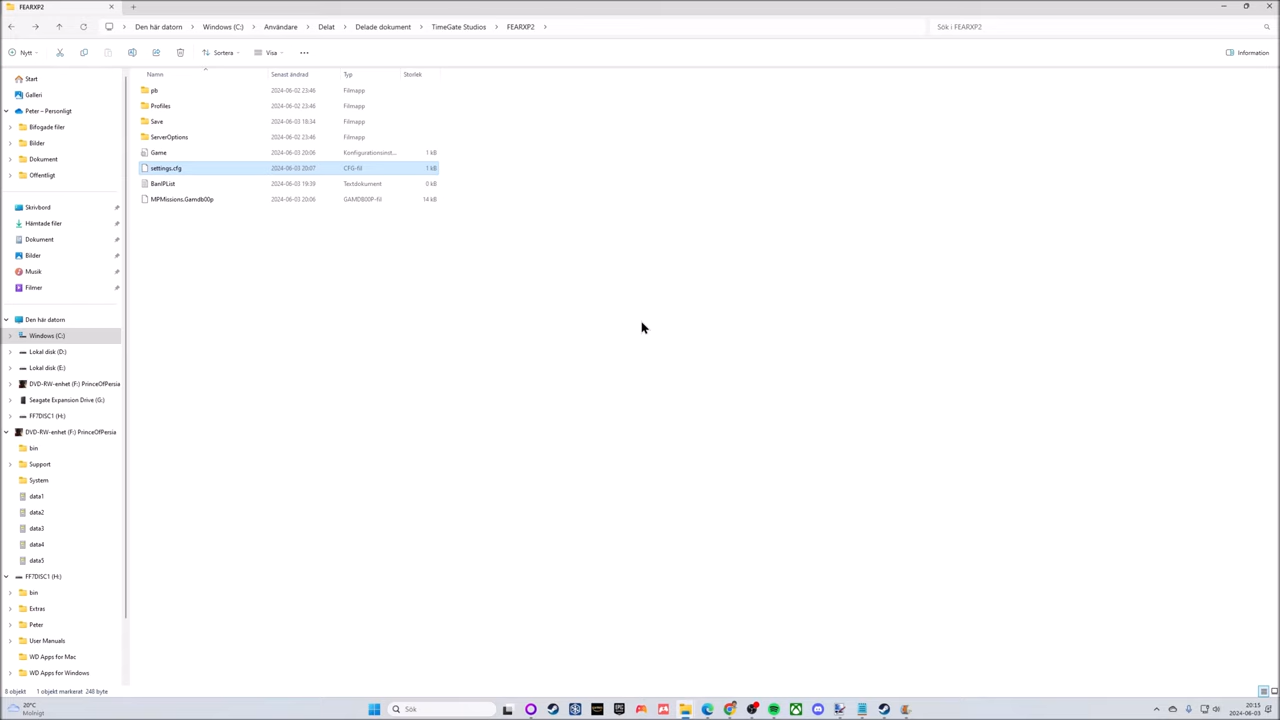 FEARXP2
Den här datorn > Windows (C:) > Användare > Delat > Delade dokument > TimeGate Studios > FEARXP2 >
Sök i FEARXP2
Nytt Sortera Visa Information
Namn Senast ändrad Typ Storlek
pb 2024-06-02 23:46 Filmapp
Profiles 2024-06-02 23:46 Filmapp
Save 2024-06-03 18:34 Filmapp
ServerOptions 2024-06-02 23:46 Filmapp
Game 2024-06-03 20:06 Konfigurationsinst... 1 kB
settings.cfg 2024-06-03 20:07 CFG-fil 1 kB
BanIPList 2024-06-03 19:39 Textdokument 0 kB
MPMissions.Gamdb00p 2024-06-03 20:06 GAMDB00P-fil 14 kB
Start
Galleri
Peter – Personligt
Bifogade filer
Bilder
Dokument
Offentligt
Skrivbord
Hämtade filer
Dokument
Bilder
Musik
Filmer
Den här datorn
Windows (C:)
Lokal disk (D:)
Lokal disk (E:)
DVD-RW-enhet (F:) PrinceOfPersia
Seagate Expansion Drive (G:)
FF7DISC1 (H:)
DVD-RW-enhet (F:) PrinceOfPersia
bin
Support
System
data1
data2
data3
data4
data5
FF7DISC1 (H:)
bin
Extras
Peter
User Manuals
WD Apps for Mac
WD Apps for Windows
8 objekt 1 objekt markerat 248 byte
20°C
Molnigt
Sök
20:15
2024-06-03